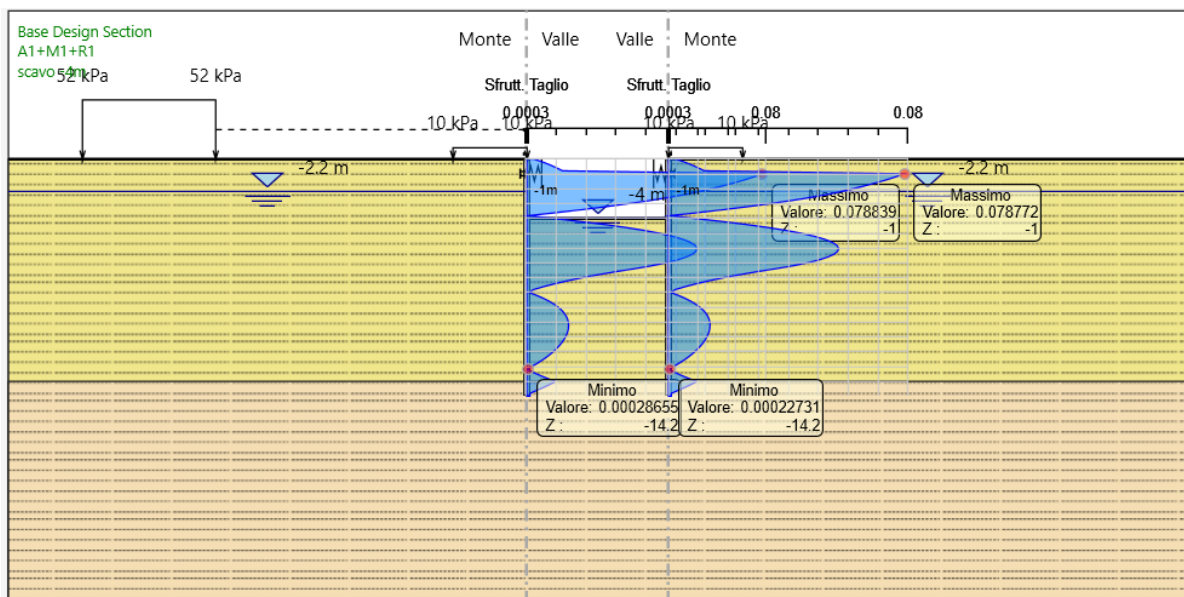 Base Design Section
A1+M1+R1
scavo -4m
52 kPa
52 kPa
Monte
Valle
Valle
Monte
Sfrutt. Taglio
Sfrutt. Taglio
0.0003
0.0003
0.08
0.08
10 kPa
10 kPa
10 kPa
10 kPa
-2.2 m
-2.2 m
-1m
-4 m
-1m
Massimo
Valore: 0.078839
Z : -1
Massimo
Valore: 0.078772
Z : -1
Minimo
Valore: 0.00028655
Z : -14.2
Minimo
Valore: 0.00022731
Z : -14.2